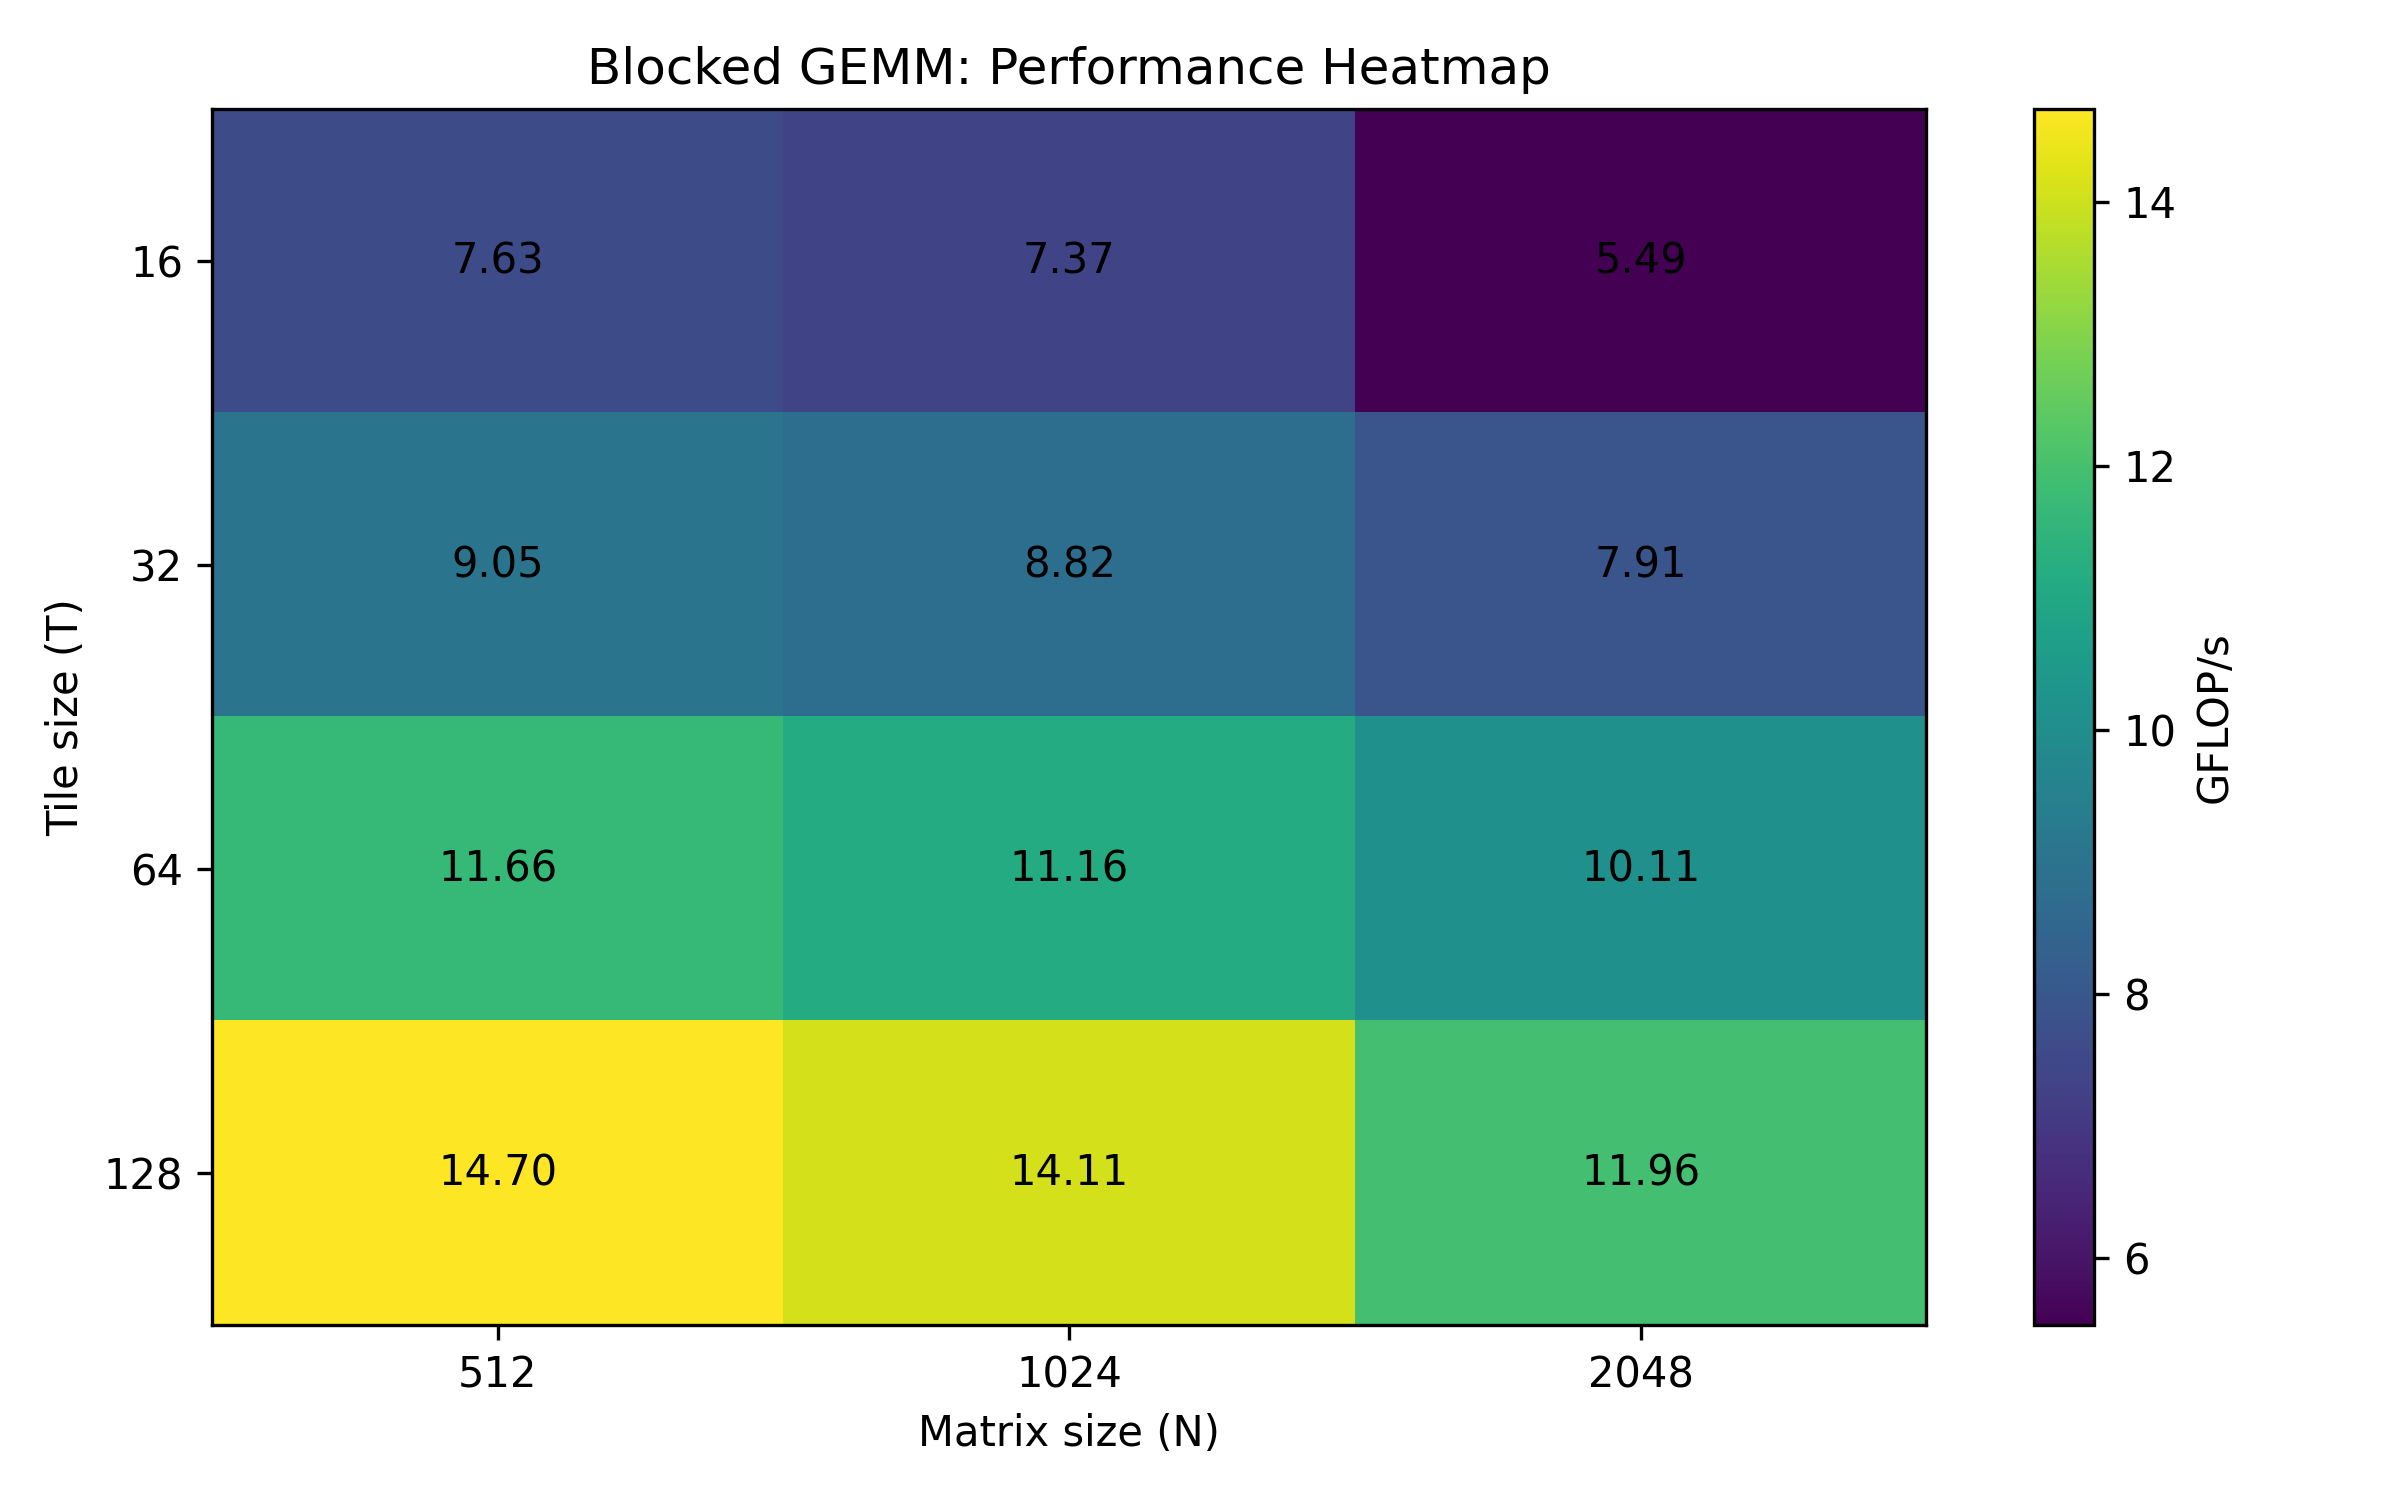 Blocked GEMM: Performance Heatmap
Tile size (T)
16
7.63 7.37 5.49
32
9.05 8.82 7.91
64
11.66 11.16 10.11
128
14.70 14.11 11.96
512 1024 2048
Matrix size (N)
14
12
10
8
6
GFLOP/s